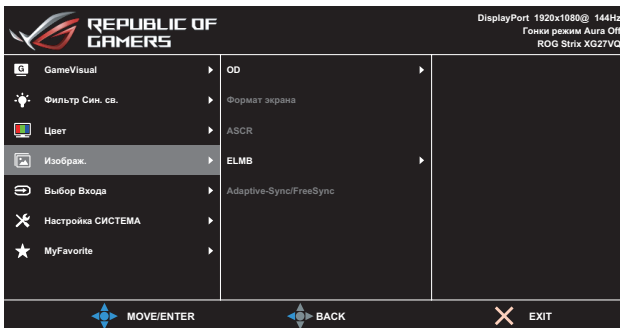 REPUBLIC OF
GAMERS
DisplayPort 1920x1080@ 144Hz
Гонки режим Aura Off
ROG Strix XG27VQ
G
GameVisual
Фильтр Син. св.
Цвет
Изображ.
Выбор Входа
Настройка СИСТЕМА
MyFavorite
OD
Формат экрана
ASCR
ELMB
Adaptive-Sync/FreeSync
MOVE/ENTER
BACK
EXIT